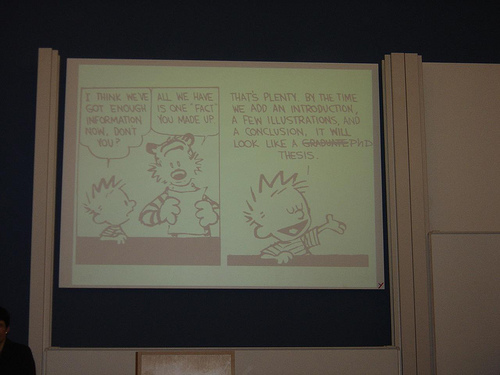 I THINK WE'VE
GOT ENOUGH
INFORMATION
NOW, DON'T
YOU?
ALL WE HAVE
IS ONE "FACT"
YOU MADE UP.
THAT'S PLENTY. BY THE TIME
WE ADD AN INTRODUCTION,
A FEW ILLUSTRATIONS, AND
A CONCLUSION, IT WILL
LOOK LIKE A GRADUATE PHD
THESIS.